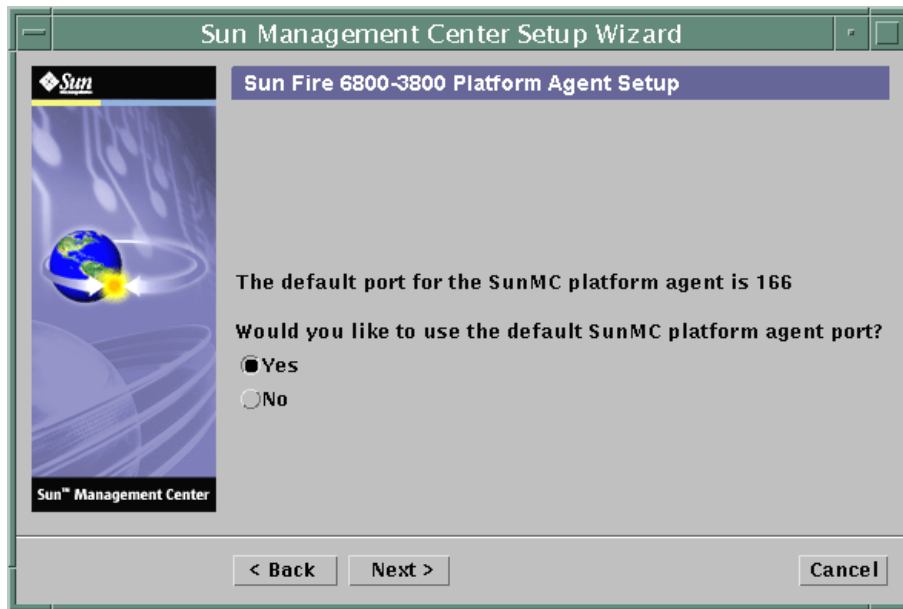 Sun Management Center Setup Wizard
Sun
Sun Fire 6800-3800 Platform Agent Setup
The default port for the SunMC platform agent is 166
Would you like to use the default SunMC platform agent port?
Yes
No
Sun™ Management Center
< Back
Next >
Cancel